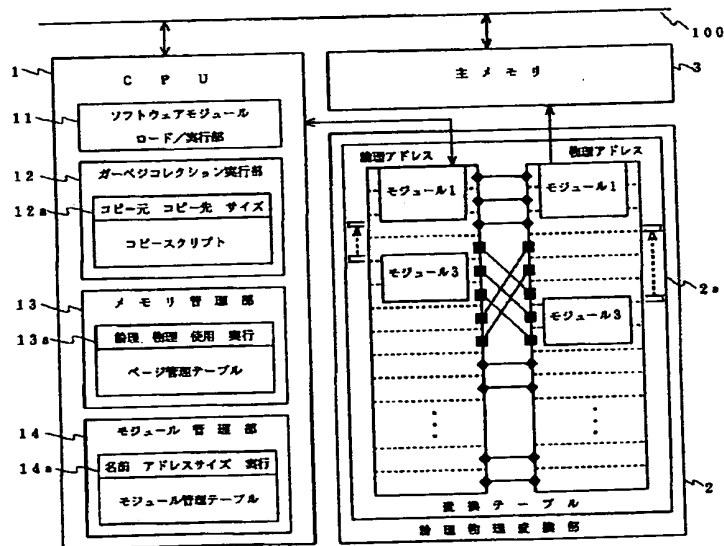 100
1
CPU
11
ソフトウェアモジュール
ロード/実行部
12
ガーベジコレクション実行部
12a
コピー元 コピー先 サイズ
コピースクリプト
13
メモリ管理部
13a
論理 物理 使用 実行
ページ管理テーブル
14
モジュール管理部
14a
名前 アドレスサイズ 実行
モジュール管理テーブル
主メモリ
3
論理アドレス
物理アドレス
モジュール1
モジュール1
モジュール3
モジュール3
2a
変換テーブル
論理物理変換部
2